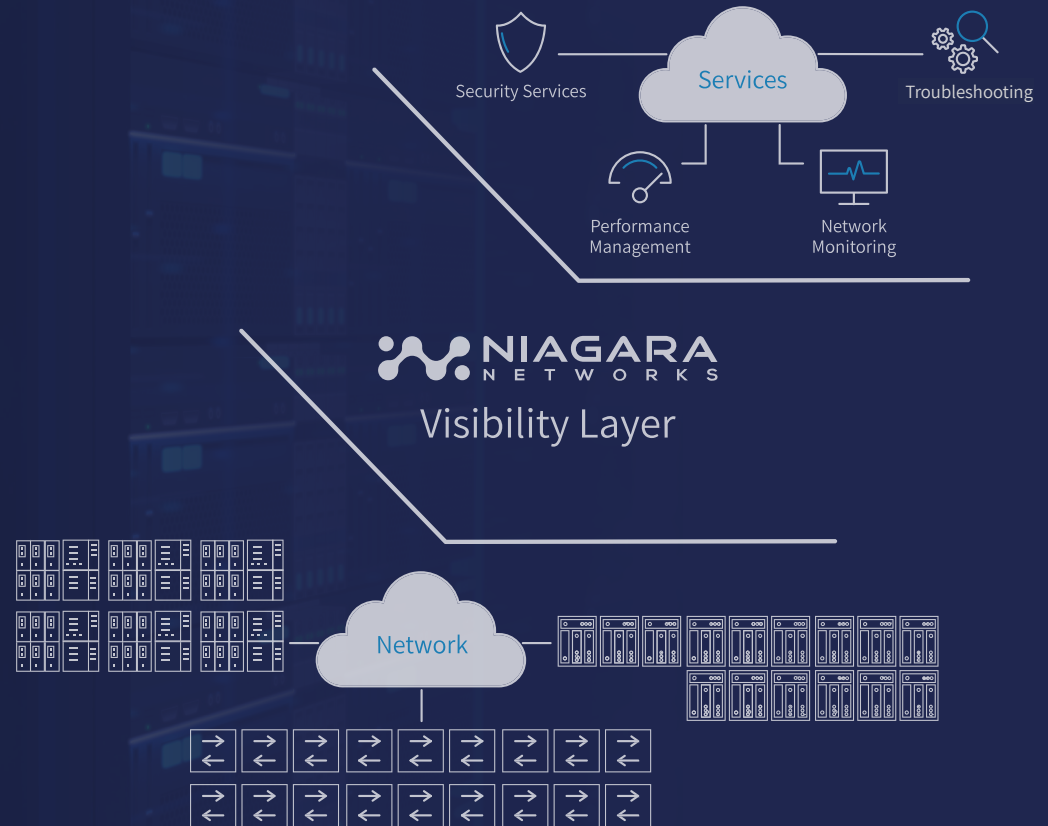 Services
Security Services
Troubleshooting
Performance
Management
Network
Monitoring
NIAGARA
NETWORKS
Visibility Layer
Network